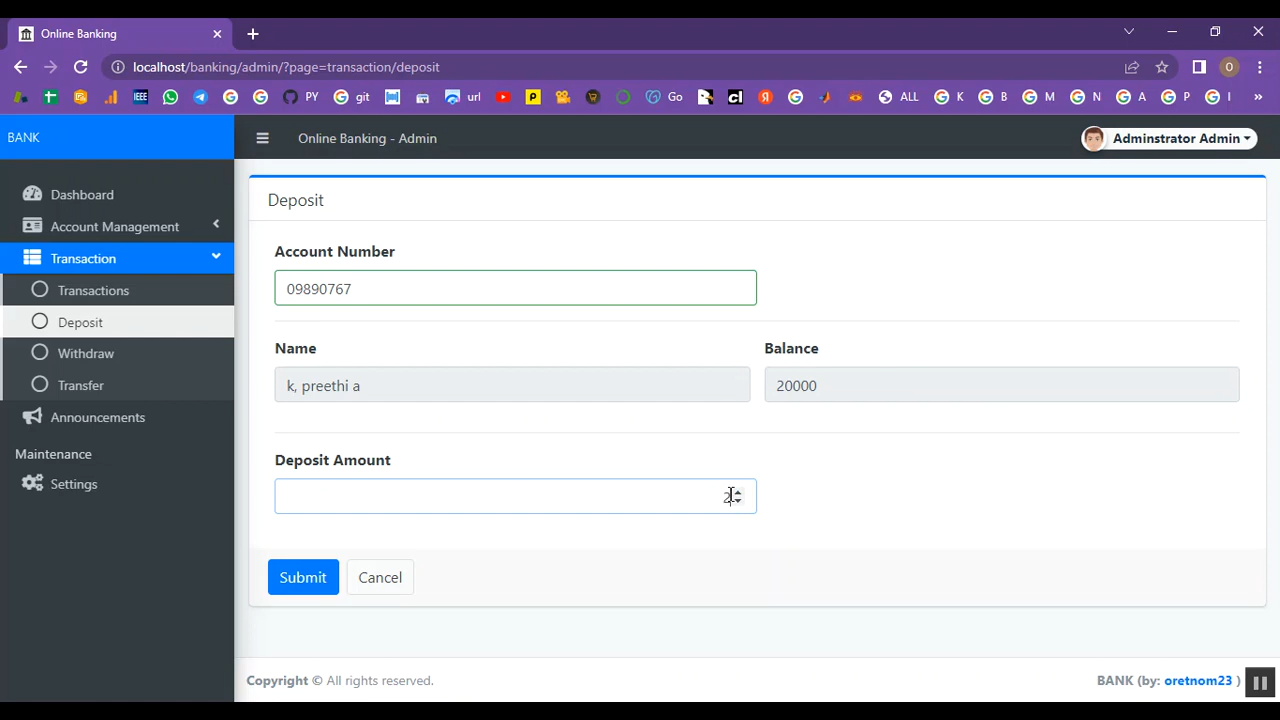 Online Banking
localhost/banking/admin/?page=transaction/deposit
IEEE PY git url Go ALL K B M N A P I »
BANK
Online Banking - Admin
Adminstrator Admin
Dashboard
Account Management
Transaction
Transactions
Deposit
Withdraw
Transfer
Announcements
Maintenance
Settings
Deposit
Account Number
09890767
Name Balance
k, preethi a 20000
Deposit Amount
2
Submit Cancel
Copyright © All rights reserved.
BANK (by: oretnom23 )